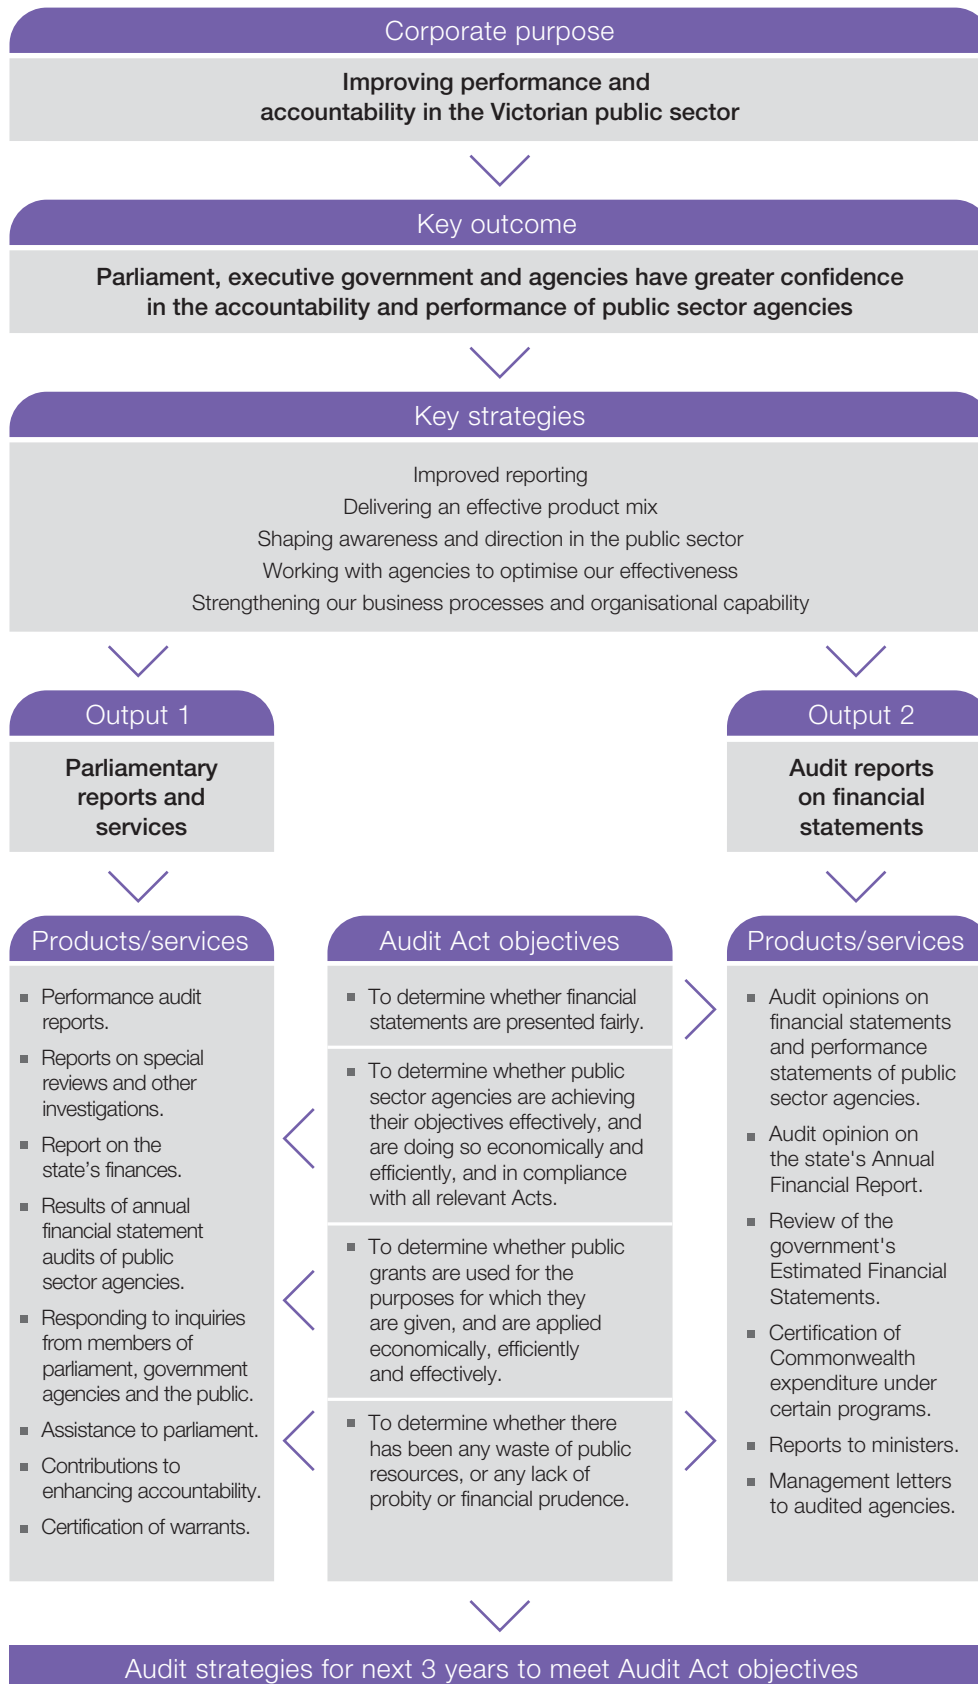 Corporate purpose
Improving performance and
accountability in the Victorian public sector
Key outcome
Parliament, executive government and agencies have greater confidence
in the accountability and performance of public sector agencies
Key strategies
Improved reporting
Delivering an effective product mix
Shaping awareness and direction in the public sector
Working with agencies to optimise our effectiveness
Strengthening our business processes and organisational capability
Output 1
Parliamentary
reports and
services
Output 2
Audit reports
on financial
statements
Products/services
■ Performance audit
reports.
■ Reports on special
reviews and other
investigations.
■ Report on the
state’s finances.
■ Results of annual
financial statement
audits of public
sector agencies.
■ Responding to inquiries
from members of
parliament, government
agencies and the public.
■ Assistance to parliament.
■ Contributions to
enhancing accountability.
■ Certification of warrants.
Audit Act objectives
■ To determine whether financial
statements are presented fairly.
■ To determine whether public
sector agencies are achieving
their objectives effectively, and
are doing so economically and
efficiently, and in compliance
with all relevant Acts.
■ To determine whether public
grants are used for the
purposes for which they
are given, and are applied
economically, efficiently
and effectively.
■ To determine whether there
has been any waste of public
resources, or any lack of
probity or financial prudence.
Products/services
■ Audit opinions on
financial statements
and performance
statements of public
sector agencies.
■ Audit opinion on
the state's Annual
Financial Report.
■ Review of the
government's
Estimated Financial
Statements.
■ Certification of
Commonwealth
expenditure under
certain programs.
■ Reports to ministers.
■ Management letters
to audited agencies.
Audit strategies for next 3 years to meet Audit Act objectives